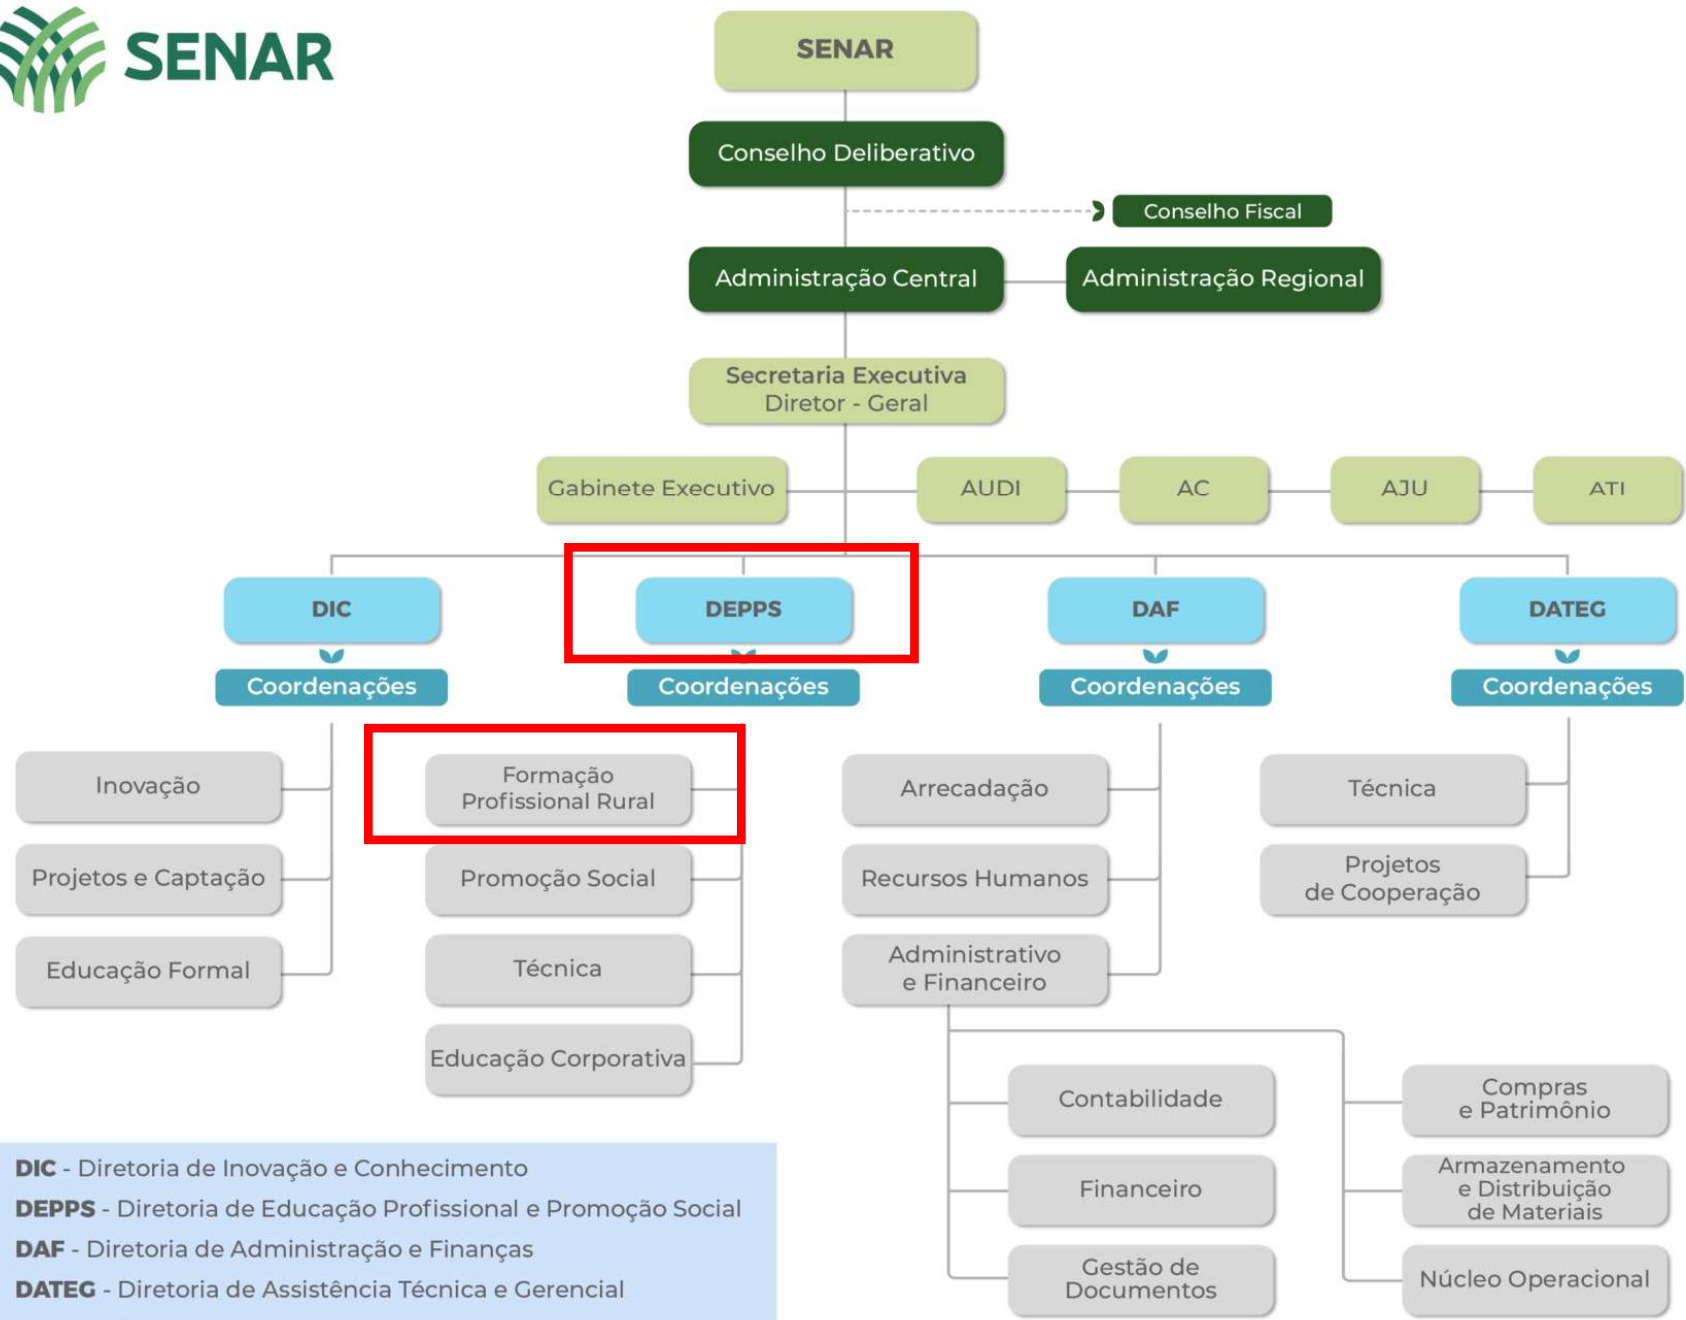 SENAR
SENAR
Conselho Deliberativo
Conselho Fiscal
Administração Central
Administração Regional
Secretaria Executiva
Diretor - Geral
Gabinete Executivo
AUDI
AC
AJU
ATI
DIC
DEPPS
DAF
DATEG
Coordenações
Coordenações
Coordenações
Coordenações
Inovação
Projetos e Captação
Educação Formal
Formação
Profissional Rural
Promoção Social
Técnica
Educação Corporativa
Arrecadação
Recursos Humanos
Administrativo
e Financeiro
Técnica
Projetos
de Cooperação
Contabilidade
Financeiro
Gestão de
Documentos
Compras
e Patrimônio
Armazenamento
e Distribuição
de Materiais
Núcleo Operacional
DIC - Diretoria de Inovação e Conhecimento
DEPPS - Diretoria de Educação Profissional e Promoção Social
DAF - Diretoria de Administração e Finanças
DATEG - Diretoria de Assistência Técnica e Gerencial